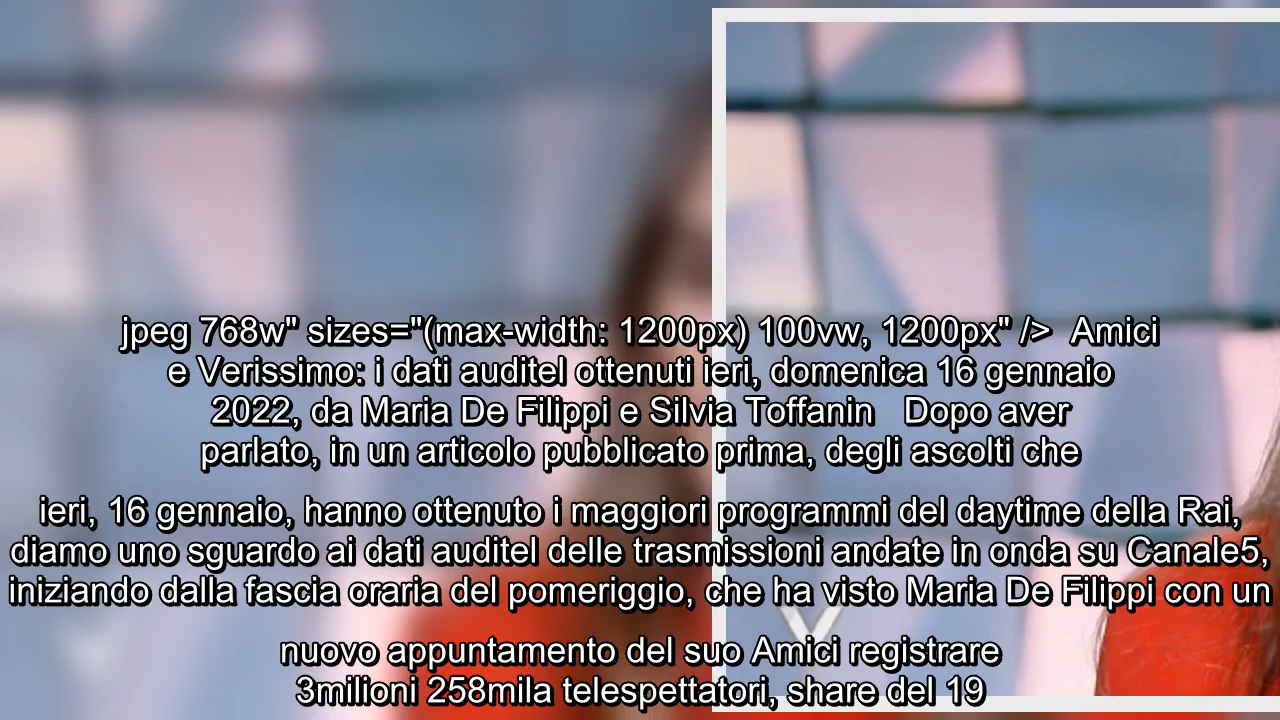 jpeg 768w" sizes="(max-width: 1200px) 100vw, 1200px" /> Amici
e Verissimo: i dati auditel ottenuti ieri, domenica 16 gennaio
2022, da Maria De Filippi e Silvia Toffanin Dopo aver
parlato, in un articolo pubblicato prima, degli ascolti che
ieri, 16 gennaio, hanno ottenuto i maggiori programmi del daytime della Rai,
diamo uno sguardo ai dati auditel delle trasmissioni andate in onda su Canale5,
iniziando dalla fascia oraria del pomeriggio, che ha visto Maria De Filippi con un
nuovo appuntamento del suo Amici registrare
3milioni 258mila telespettatori, share del 19